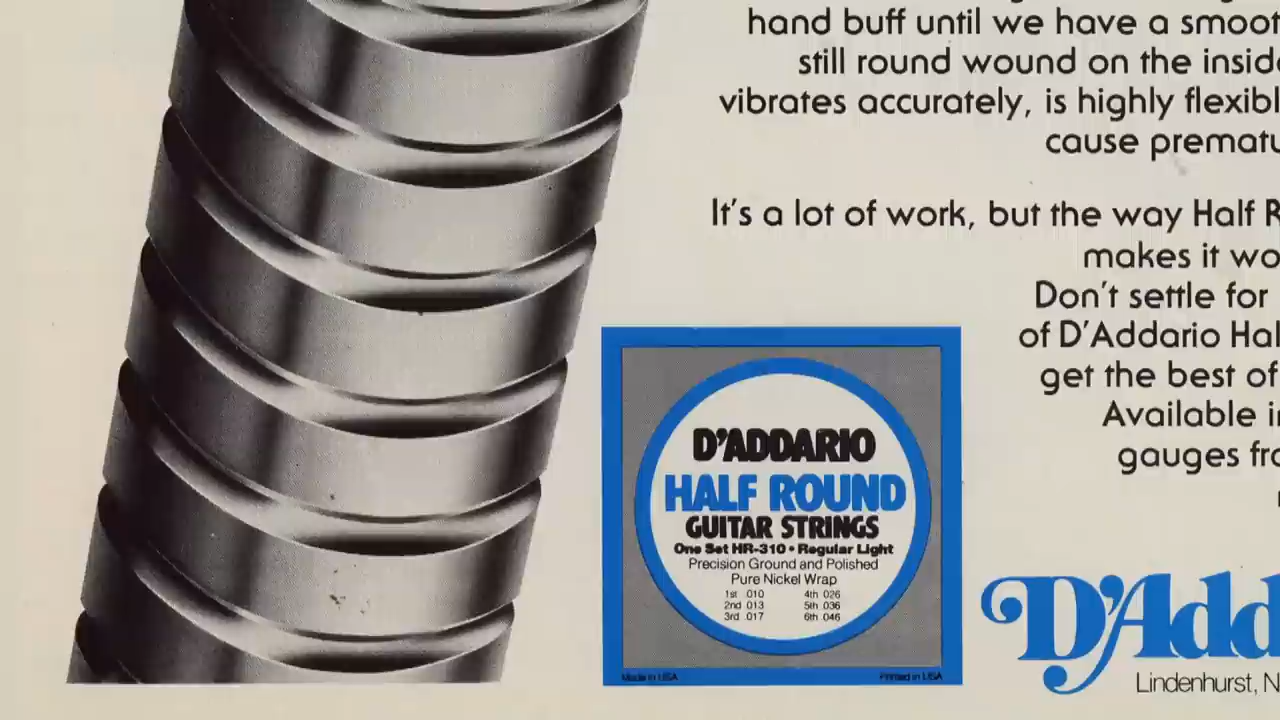 hand buff until we have a smoot
still round wound on the inside
vibrates accurately, is highly flexibl
cause prematu
It's a lot of work, but the way Half R
makes it wo
Don't settle for
of D'Addario Hal
get the best of
Available in
gauges fro
D'ADDARIO
HALF ROUND
GUITAR STRINGS
One Set HR-310 • Regular Light
Precision Ground and Polished
Pure Nickel Wrap
1st .010 4th .026
2nd .013 5th .036
3rd .017 6th .046
Made in USA Printed in USA
D'Add
Lindenhurst, N